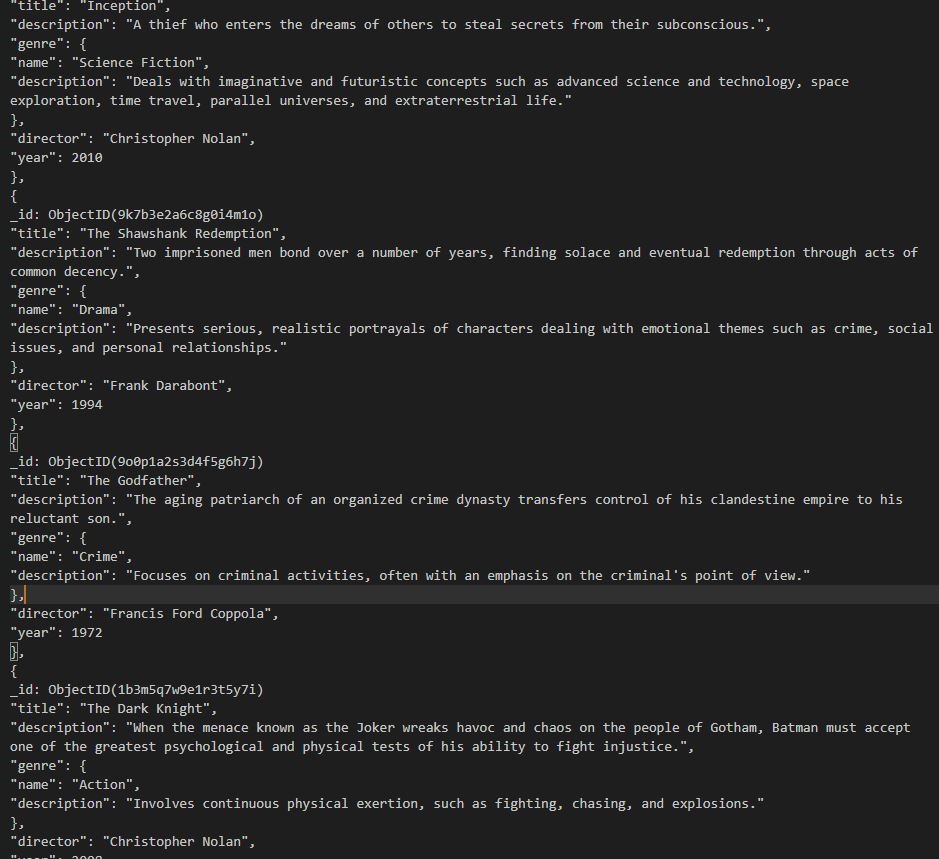 "title": "Inception",
"description": "A thief who enters the dreams of others to steal secrets from their subconscious.",
"genre": {
"name": "Science Fiction",
"description": "Deals with imaginative and futuristic concepts such as advanced science and technology, space
exploration, time travel, parallel universes, and extraterrestrial life."
},
"director": "Christopher Nolan",
"year": 2010
},
{
_id: ObjectID(9k7b3e2a6c8g0i4m1o)
"title": "The Shawshank Redemption",
"description": "Two imprisoned men bond over a number of years, finding solace and eventual redemption through acts of
common decency.",
"genre": {
"name": "Drama",
"description": "Presents serious, realistic portrayals of characters dealing with emotional themes such as crime, social
issues, and personal relationships."
},
"director": "Frank Darabont",
"year": 1994
},
{
_id: ObjectID(9o0p1a2s3d4f5g6h7j)
"title": "The Godfather",
"description": "The aging patriarch of an organized crime dynasty transfers control of his clandestine empire to his
reluctant son.",
"genre": {
"name": "Crime",
"description": "Focuses on criminal activities, often with an emphasis on the criminal's point of view."
},
"director": "Francis Ford Coppola",
"year": 1972
},
{
_id: ObjectID(1b3m5q7w9e1r3t5y7i)
"title": "The Dark Knight",
"description": "When the menace known as the Joker wreaks havoc and chaos on the people of Gotham, Batman must accept
one of the greatest psychological and physical tests of his ability to fight injustice.",
"genre": {
"name": "Action",
"description": "Involves continuous physical exertion, such as fighting, chasing, and explosions."
},
"director": "Christopher Nolan",